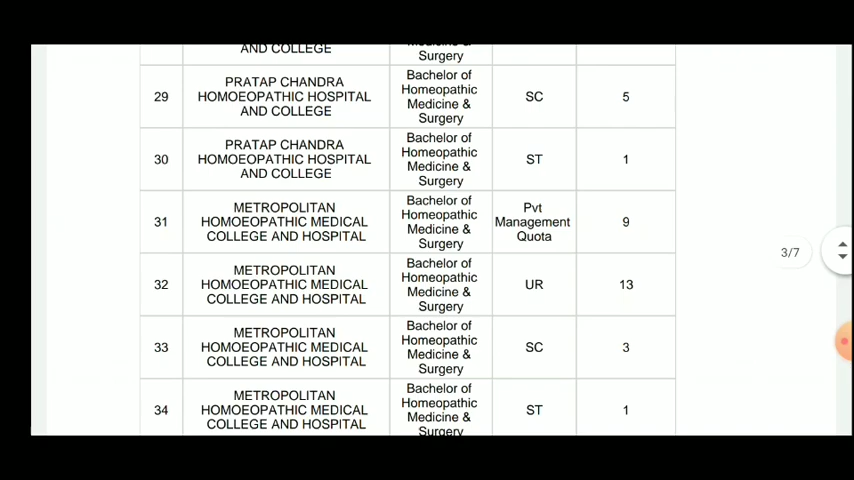 AND COLLEGE
Medicine &
Surgery
29
PRATAP CHANDRA
HOMOEOPATHIC HOSPITAL
AND COLLEGE
Bachelor of
Homeopathic
Medicine &
Surgery
SC
5
30
PRATAP CHANDRA
HOMOEOPATHIC HOSPITAL
AND COLLEGE
Bachelor of
Homeopathic
Medicine &
Surgery
ST
1
31
METROPOLITAN
HOMOEOPATHIC MEDICAL
COLLEGE AND HOSPITAL
Bachelor of
Homeopathic
Medicine &
Surgery
Pvt
Management
Quota
9
3/7
32
METROPOLITAN
HOMOEOPATHIC MEDICAL
COLLEGE AND HOSPITAL
Bachelor of
Homeopathic
Medicine &
Surgery
UR
13
33
METROPOLITAN
HOMOEOPATHIC MEDICAL
COLLEGE AND HOSPITAL
Bachelor of
Homeopathic
Medicine &
Surgery
SC
3
34
METROPOLITAN
HOMOEOPATHIC MEDICAL
COLLEGE AND HOSPITAL
Bachelor of
Homeopathic
Medicine &
Surgery
ST
1